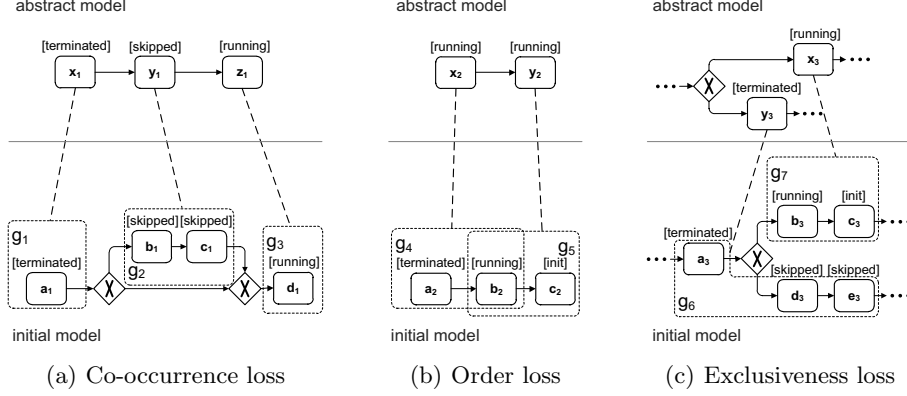 abstract model
[terminated] [skipped] [running]
x1 y1 z1
g1
[terminated]
a1
[skipped] [skipped]
b1 c1
g2
g3
[running]
d1
X X
initial model
(a) Co-occurrence loss
abstract model
[running] [running]
x2 y2
g4 g5
[terminated] [running] [init]
a2 b2 c2
initial model
(b) Order loss
abstract model
[running]
x3
X
[terminated]
y3
g7
[running] [init]
b3 c3
[terminated]
a3
X
[skipped] [skipped]
d3 e3
g6
initial model
(c) Exclusiveness loss